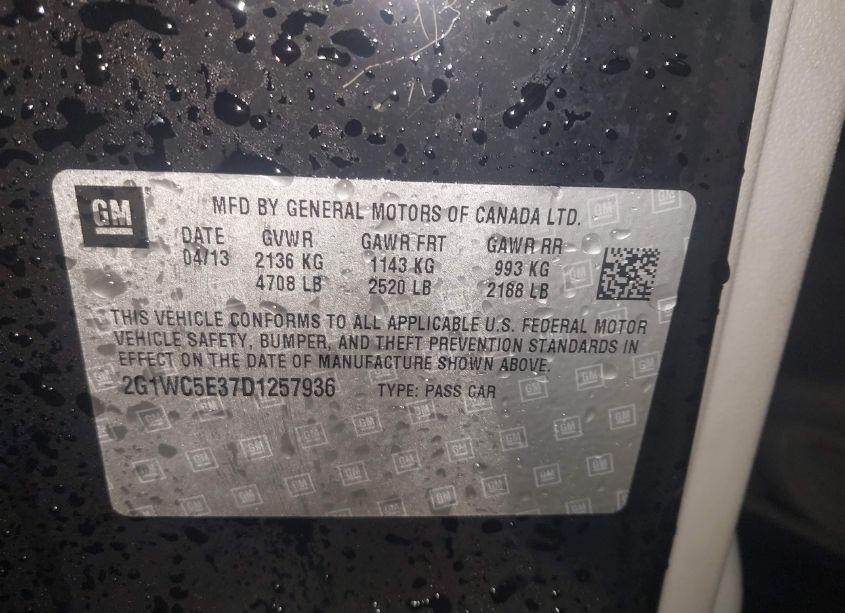 GM
MFD BY GENERAL MOTORS OF CANADA LTD.
DATE GVWR GAWR FRT GAWR RR
04/13 2136 KG 1143 KG 993 KG
4708 LB 2520 LB 2188 LB
THIS VEHICLE CONFORMS TO ALL APPLICABLE U.S. FEDERAL MOTOR
VEHICLE SAFETY, BUMPER, AND THEFT PREVENTION STANDARDS IN
EFFECT ON THE DATE OF MANUFACTURE SHOWN ABOVE.
2G1WC5E37D1257936 TYPE: PASS CAR